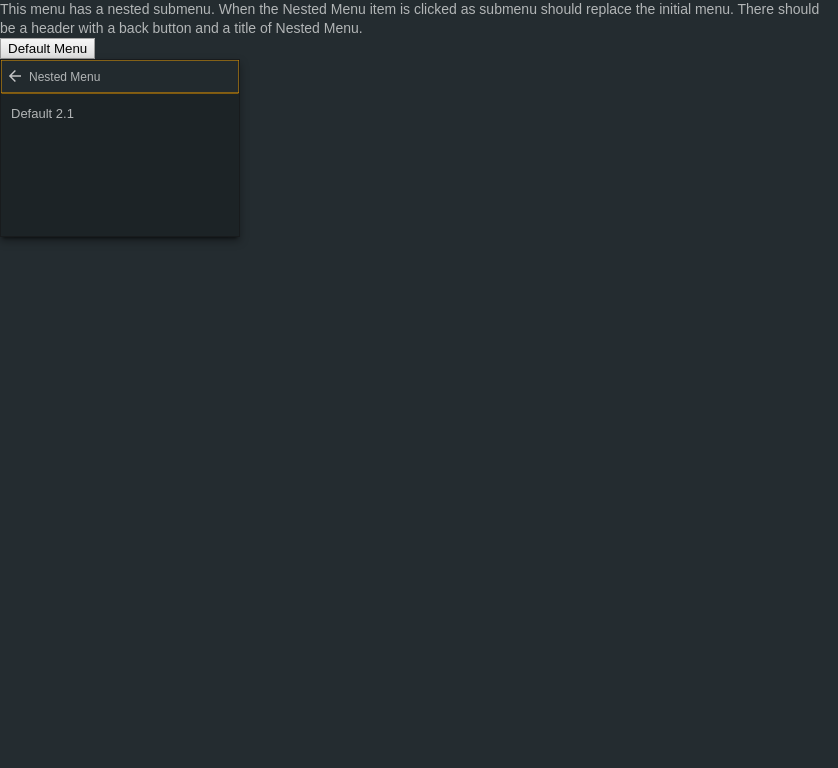 This menu has a nested submenu. When the Nested Menu item is clicked as submenu should replace the initial menu. There should
be a header with a back button and a title of Nested Menu.
Default Menu
Nested Menu
Default 2.1